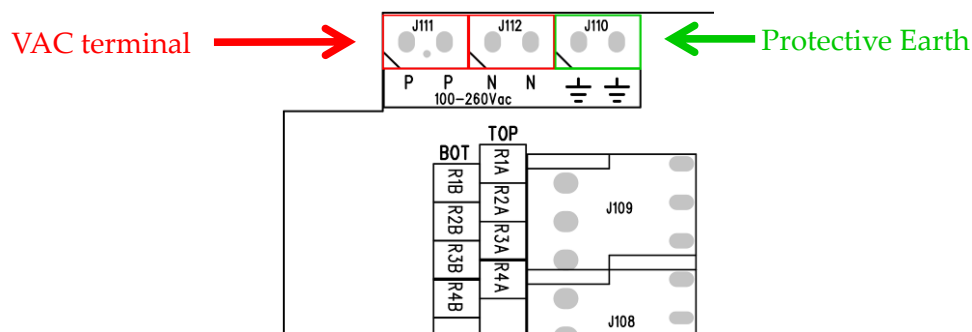 J111 J112 J110
VAC terminal
Protective Earth
P P N N
100-260Vac
TOP
BOT
R1A
R1B
R2A
R2B
J109
R3A
R3B
R4A
R4B
J108